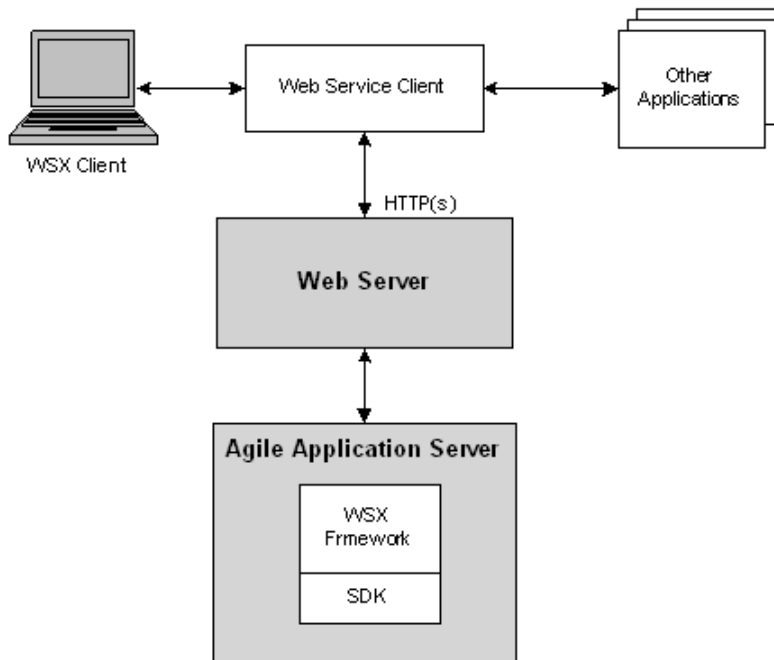 Web Service Client
Other
Applications
WSX Client
HTTP(s)
Web Server
Agile Application Server
WSX
Frmework
SDK